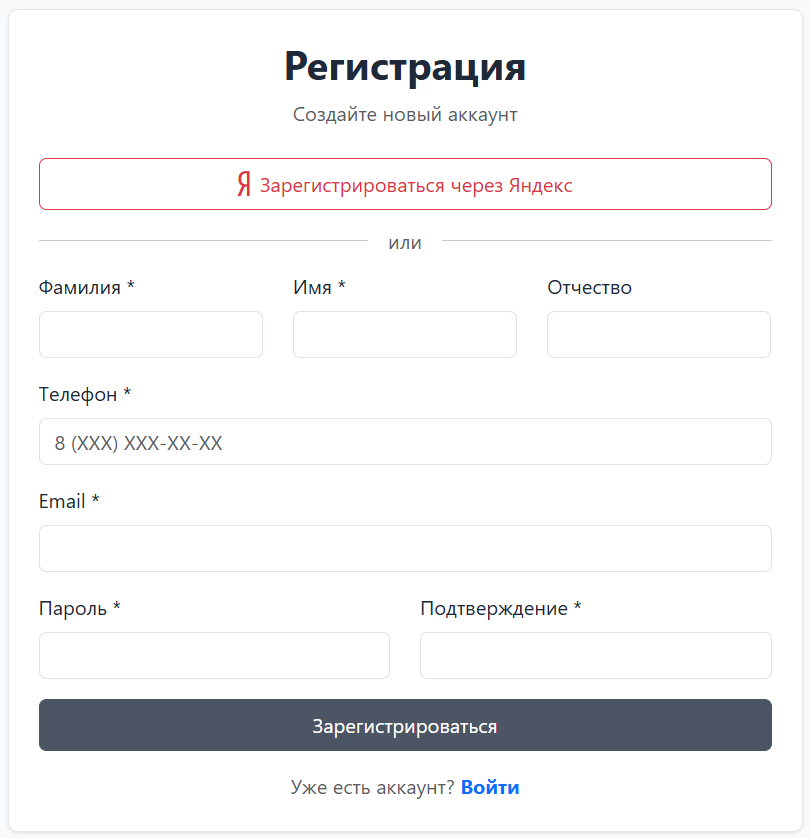 Регистрация
Создайте новый аккаунт
Я Зарегистрироваться через Яндекс
или
Фамилия * Имя * Отчество
Телефон *
8 (XXX) XXX-XX-XX
Email *
Пароль * Подтверждение *
Зарегистрироваться
Уже есть аккаунт? Войти